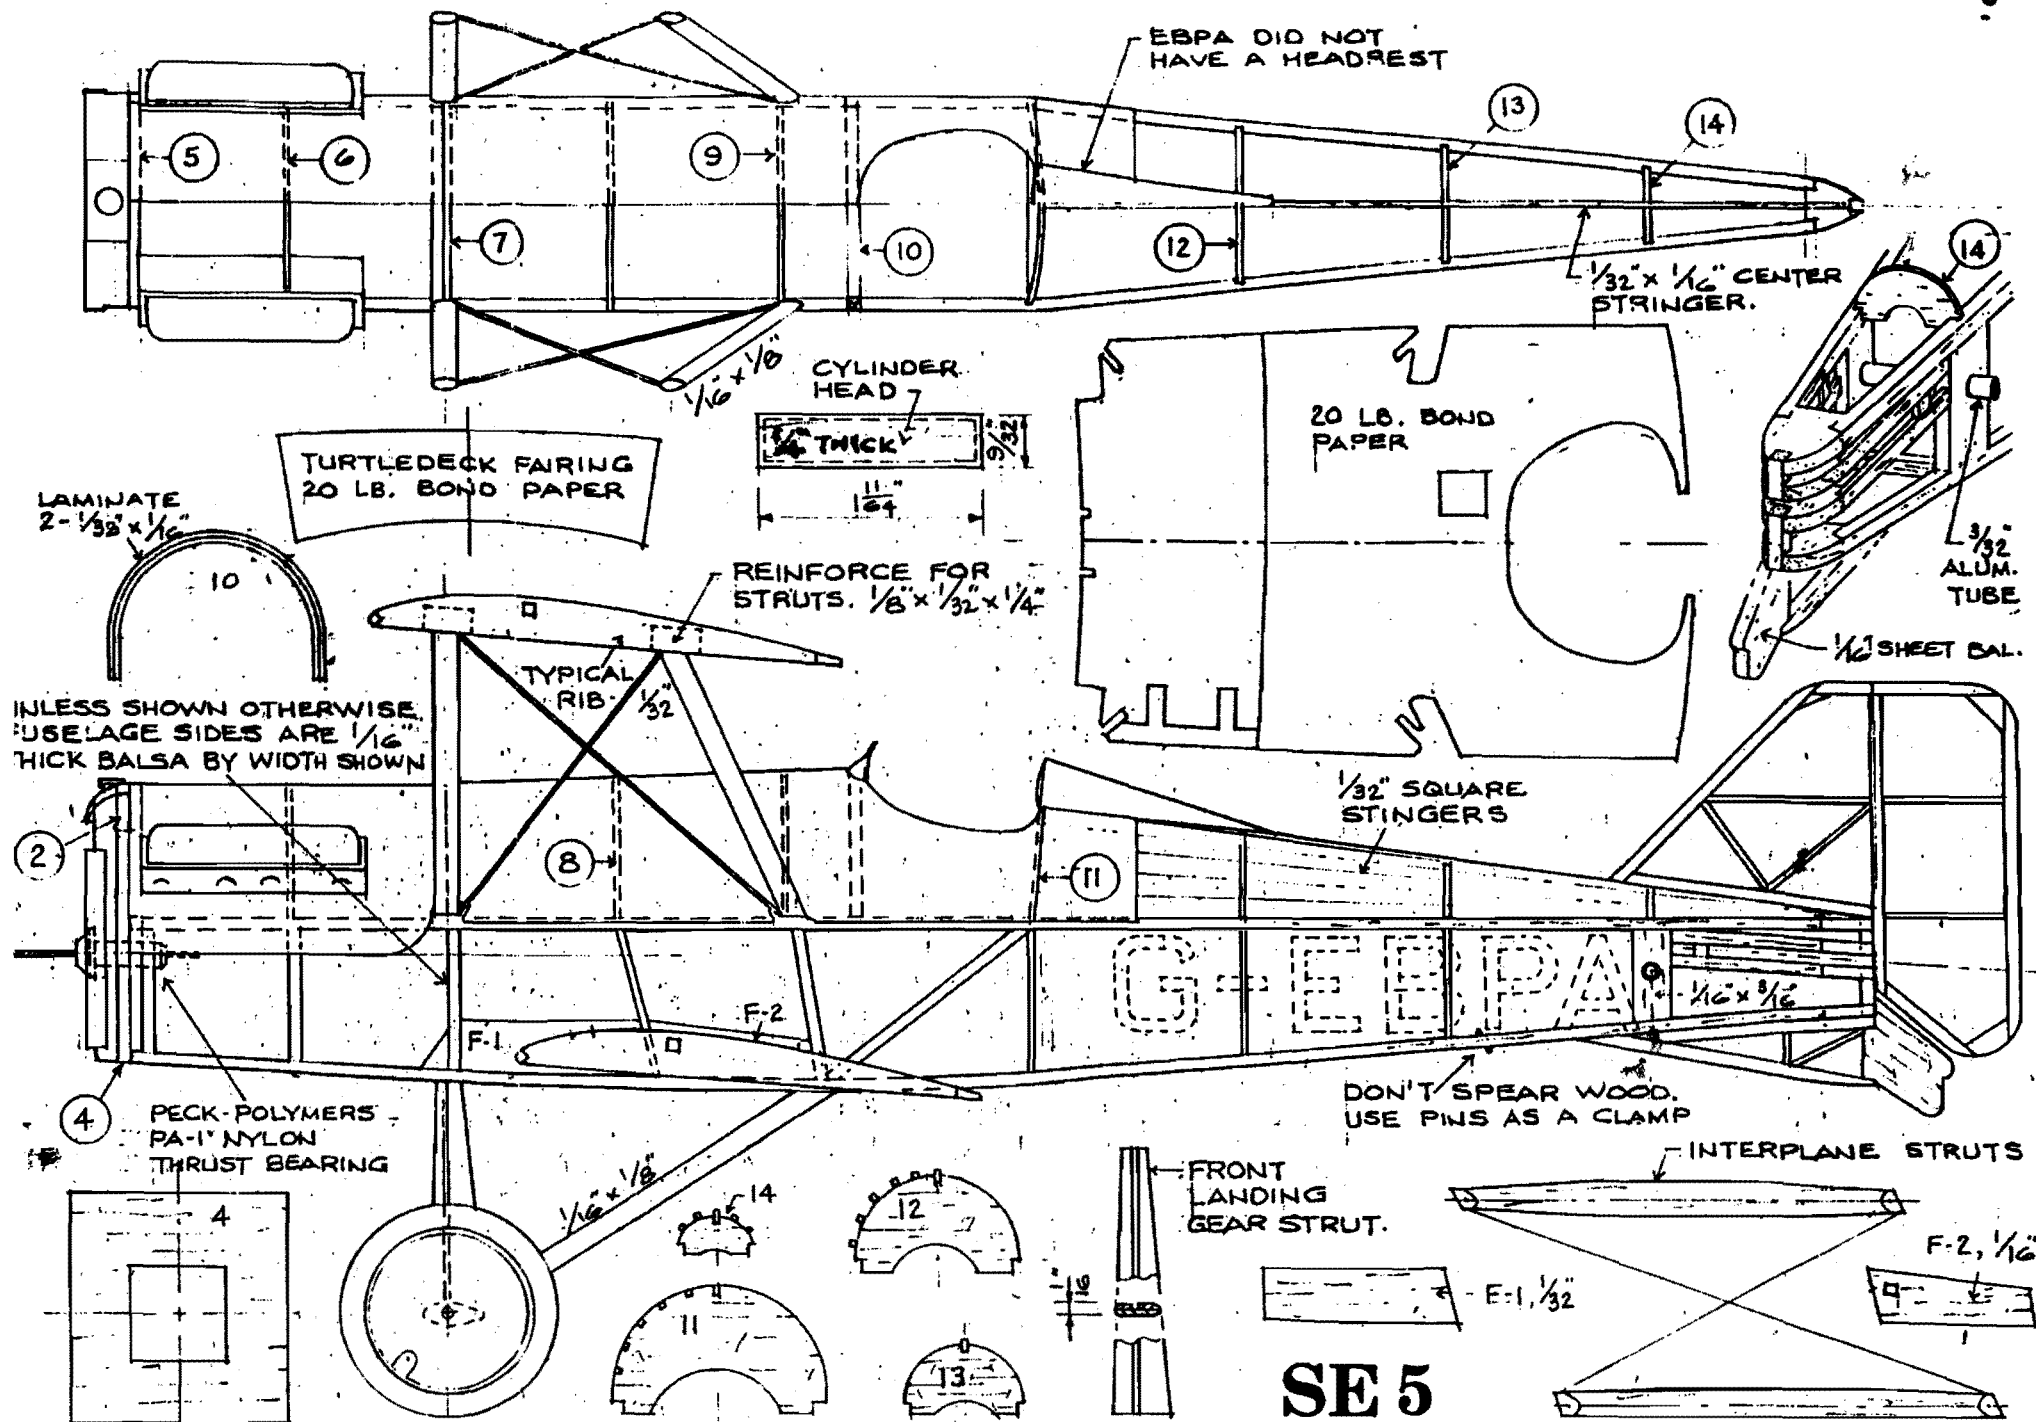 EBPA DID NOT
HAVE A HEADREST
13
14
5
6
9
7
10
12
1/32" x 1/16" CENTER
STRINGER.
14
1/16" x 1/8"
CYLINDER
HEAD
THICK
9/32"
1 11/64"
20 LB. BOND
PAPER
TURTLEDECK FAIRING
20 LB. BOND PAPER
LAMINATE
2-1/32" x 1/16"
10
3/32"
ALUM.
TUBE
1/16" SHEET BAL.
REINFORCE FOR
STRUTS. 1/8" x 1/32" x 1/4"
TYPICAL
RIB
1/32"
INLESS SHOWN OTHERWISE
FUSELAGE SIDES ARE 1/16"
THICK BALSA BY WIDTH SHOWN
1/32" SQUARE
STINGERS
2
8
11
G-EBPA
1/16" x 3/16"
F-1
F-2
4
PECK-POLYMERS
PA-1" NYLON
THRUST BEARING
DON'T SPEAR WOOD.
USE PINS AS A CLAMP
INTERPLANE STRUTS
FRONT
LANDING
GEAR STRUT.
1/16" x 1/8"
14
12
4
11
13
1"
16
F-2, 1/16"
1/32
SE 5